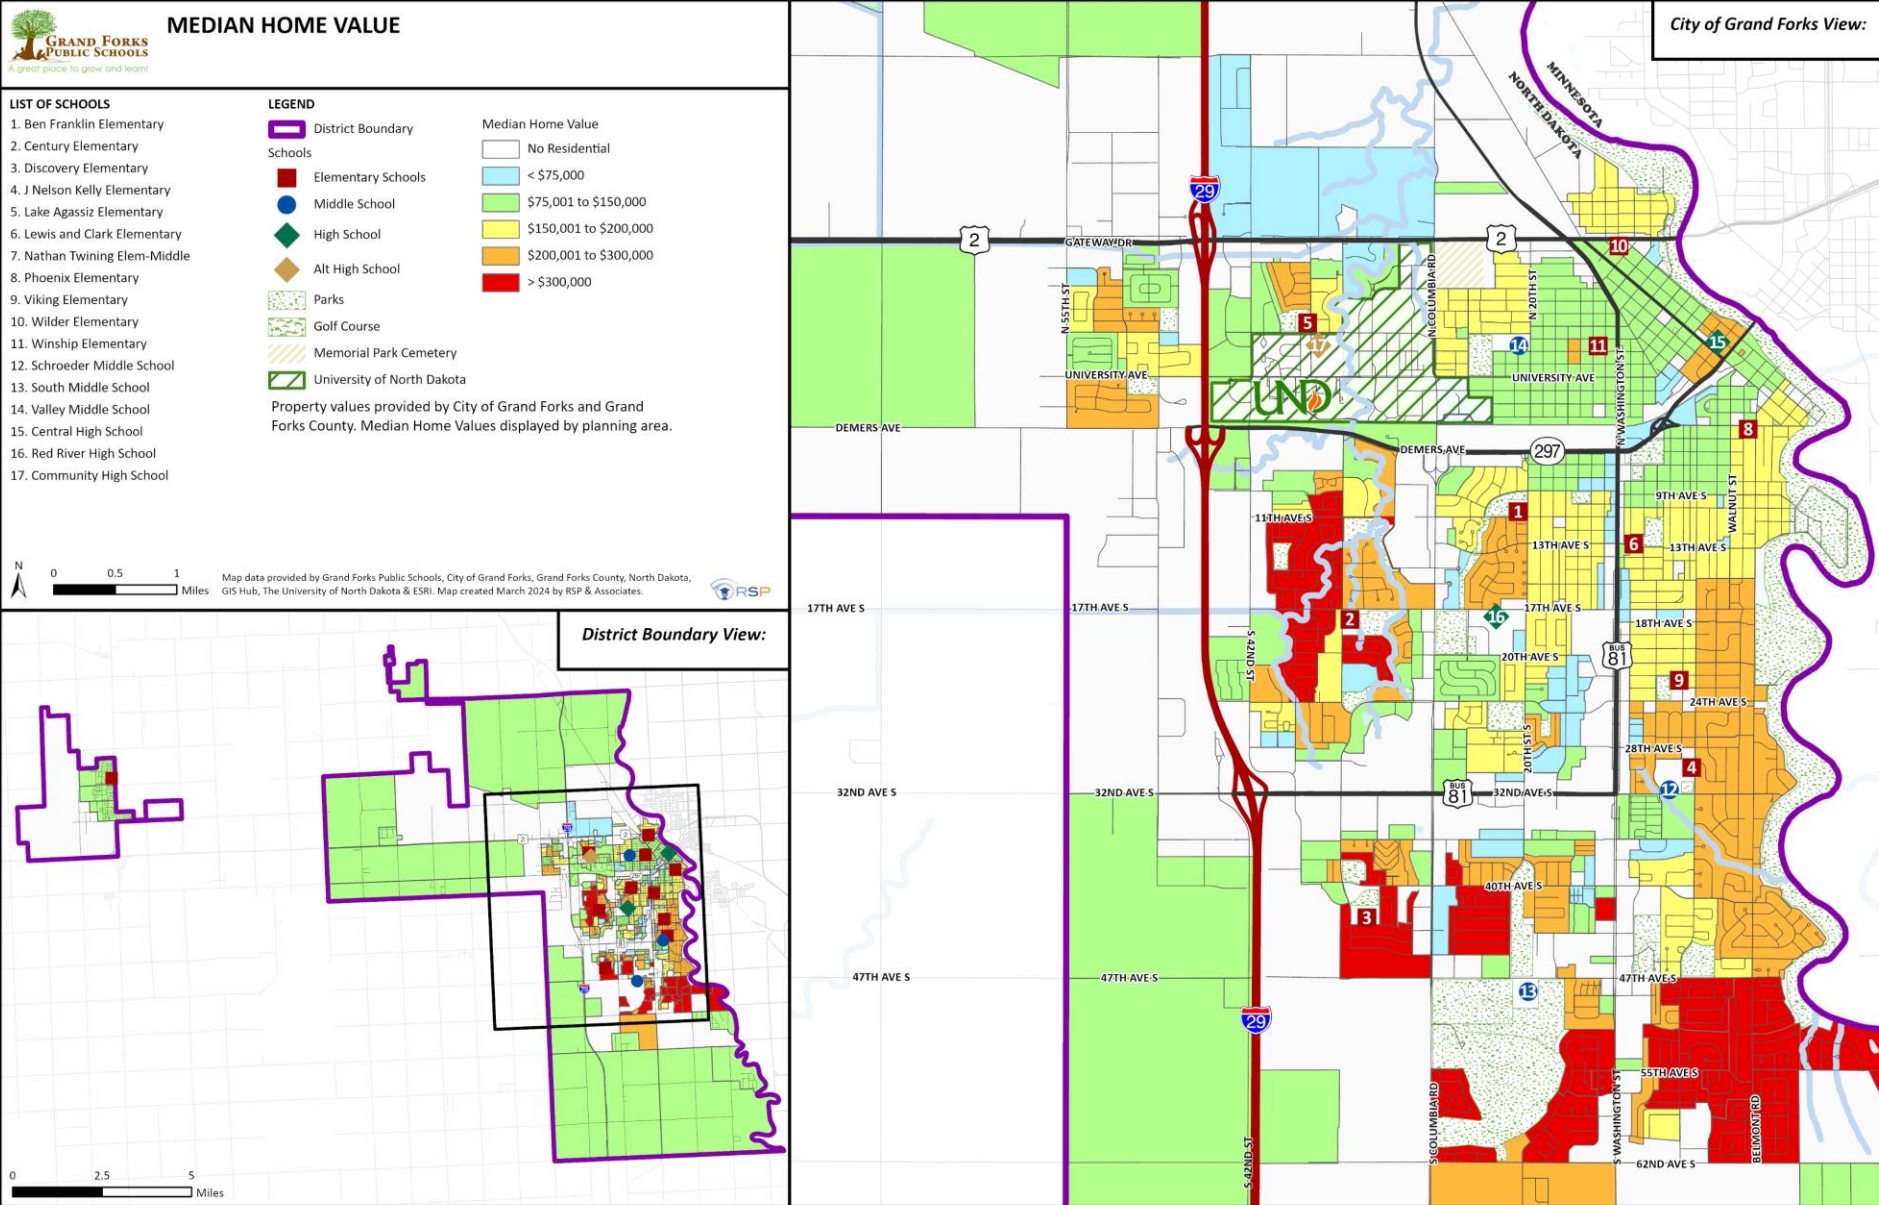 GRAND FORKS
PUBLIC SCHOOLS
A great place to grow and learn!
MEDIAN HOME VALUE
LIST OF SCHOOLS
1. Ben Franklin Elementary
2. Century Elementary
3. Discovery Elementary
4. J Nelson Kelly Elementary
5. Lake Agassiz Elementary
6. Lewis and Clark Elementary
7. Nathan Twining Elem-Middle
8. Phoenix Elementary
9. Viking Elementary
10. Wilder Elementary
11. Winship Elementary
12. Schroeder Middle School
13. South Middle School
14. Valley Middle School
15. Central High School
16. Red River High School
17. Community High School
LEGEND
District Boundary
Schools
Elementary Schools
Middle School
High School
Alt High School
Parks
Golf Course
Memorial Park Cemetery
University of North Dakota
Median Home Value
No Residential
< $75,000
$75,001 to $150,000
$150,001 to $200,000
$200,001 to $300,000
> $300,000
Property values provided by City of Grand Forks and Grand
Forks County. Median Home Values displayed by planning area.
N
0 0.5 1
Miles
Map data provided by Grand Forks Public Schools, City of Grand Forks, Grand Forks County, North Dakota,
GIS Hub, The University of North Dakota & ESRI. Map created March 2024 by RSP & Associates.
RSP
District Boundary View:
0 2.5 5
Miles
City of Grand Forks View:
MINNESOTA
NORTH DAKOTA
29
2
GATEWAY DR
2
10
N 55TH ST
N COLUMBIA RD
N 20TH ST
5
17
14
11
15
UNIVERSITY AVE
UNIVERSITY AVE
N WASHINGTON ST
UND
DEMERS AVE
DEMERS AVE
297
8
9TH AVE S
WALNUT ST
11TH AVE S
1
13TH AVE S
6
13TH AVE S
17TH AVE S
17TH AVE S
17TH AVE S
2
16
18TH AVE S
S 42ND ST
20TH AVE S
BUS
81
9
24TH AVE S
20TH ST S
28TH AVE S
4
12
32ND AVE S
32ND AVE S
BUS
81
32ND AVE S
40TH AVE S
3
47TH AVE S
47TH AVE S
47TH AVE S
13
29
55TH AVE S
S COLUMBIA RD
S WASHINGTON ST
BELMONT RD
S 42ND ST
62ND AVE S